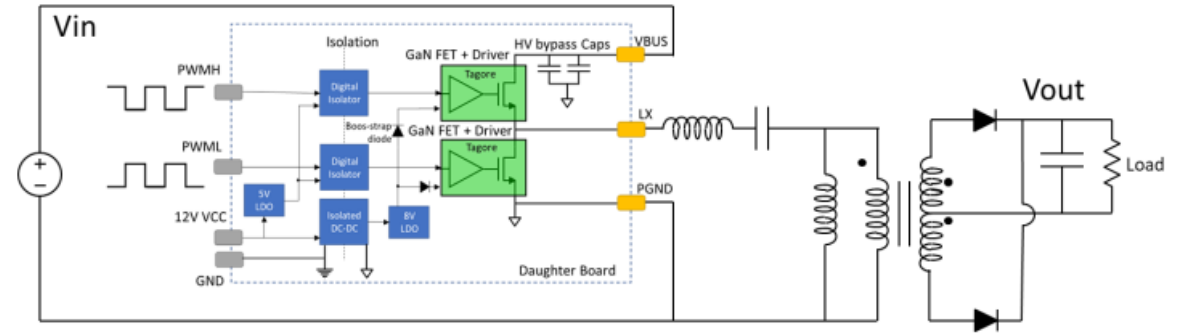 Vin
Isolation
HV bypass Caps
VBUS
GaN FET + Driver
PWMH
Tagore
Digital
Isolator
Vout
LX
Boos-strap
diode
GaN FET + Driver
PWML
Tagore
Digital
Isolator
Load
+
−
5V
LDO
PGND
12V VCC
Isolated
DC-DC
8V
LDO
GND
Daughter Board